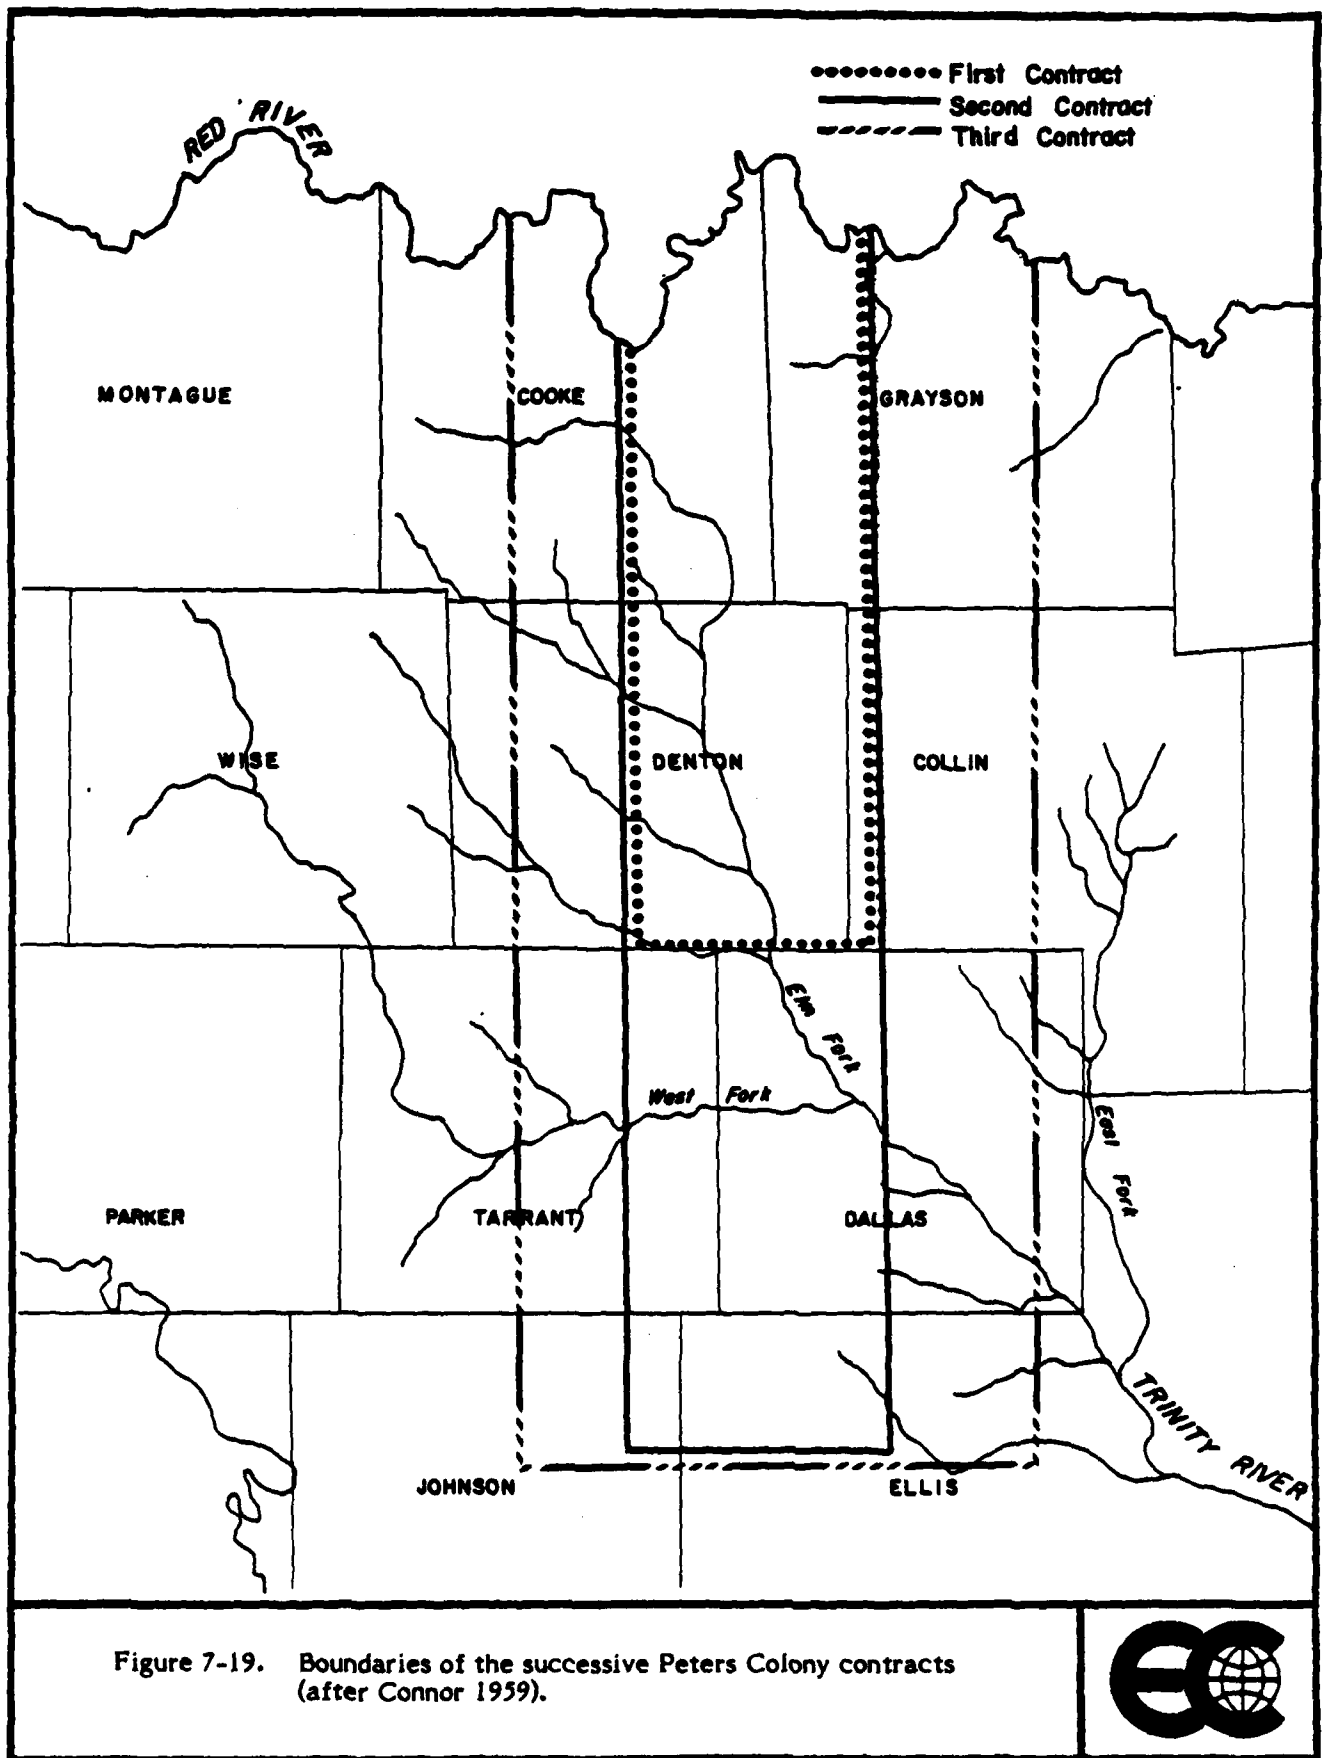 First Contract
Second Contract
Third Contract
RED RIVER
MONTAGUE
COOKE
GRAYSON
WISE
DENTON
COLLIN
Elm Fork
West Fork
East Fork
PARKER
TARRANT
DALLAS
TRINITY RIVER
JOHNSON
ELLIS
Figure 7-19. Boundaries of the successive Peters Colony contracts
(after Connor 1959).
EC